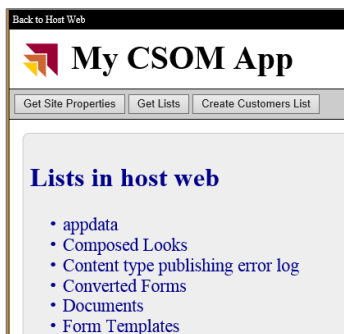 Back to Host Web
My CSOM App
Get Site Properties Get Lists Create Customers List
Lists in host web
• appdata
• Composed Looks
• Content type publishing error log
• Converted Forms
• Documents
• Form Templates